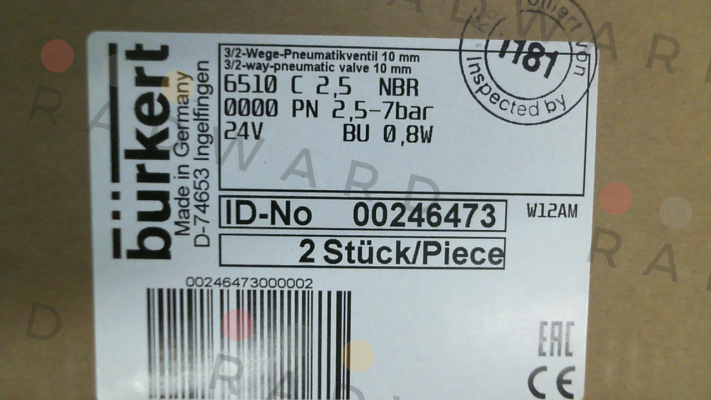 bürkert
Made in Germany
D-74653 Ingelfingen
3/2-Wege-Pneumatikventil 10 mm
3/2-way-pneumatic valve 10 mm
6510 C 2,5 NBR
0000 PN 2,5-7bar
24V BU 0,8W
1181
Inspected by
ID-No 00246473
W12AM
2 Stück/Piece
00246473000002
EAC
CE